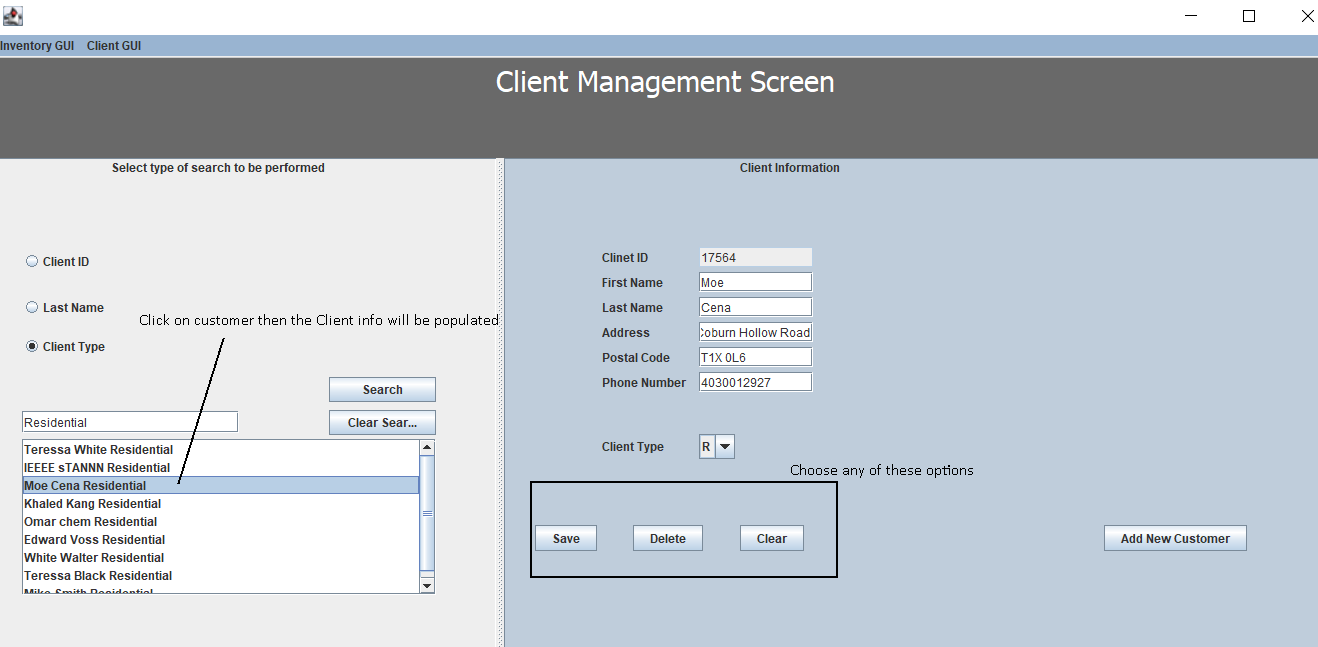 Inventory GUI Client GUI
Client Management Screen
Select type of search to be performed
Client ID
Last Name
Click on customer then the Client info will be populated
Client Type
Search
Residential
Clear Sear...
Teressa White Residential
IEEEE sTANNN Residential
Moe Cena Residential
Khaled Kang Residential
Omar chem Residential
Edward Voss Residential
White Walter Residential
Teressa Black Residential
Mike Smith Residential
Client Information
Clinet ID 17564
First Name Moe
Last Name Cena
Address Coburn Hollow Road
Postal Code T1X 0L6
Phone Number 4030012927
Client Type R
Choose any of these options
Save Delete Clear
Add New Customer